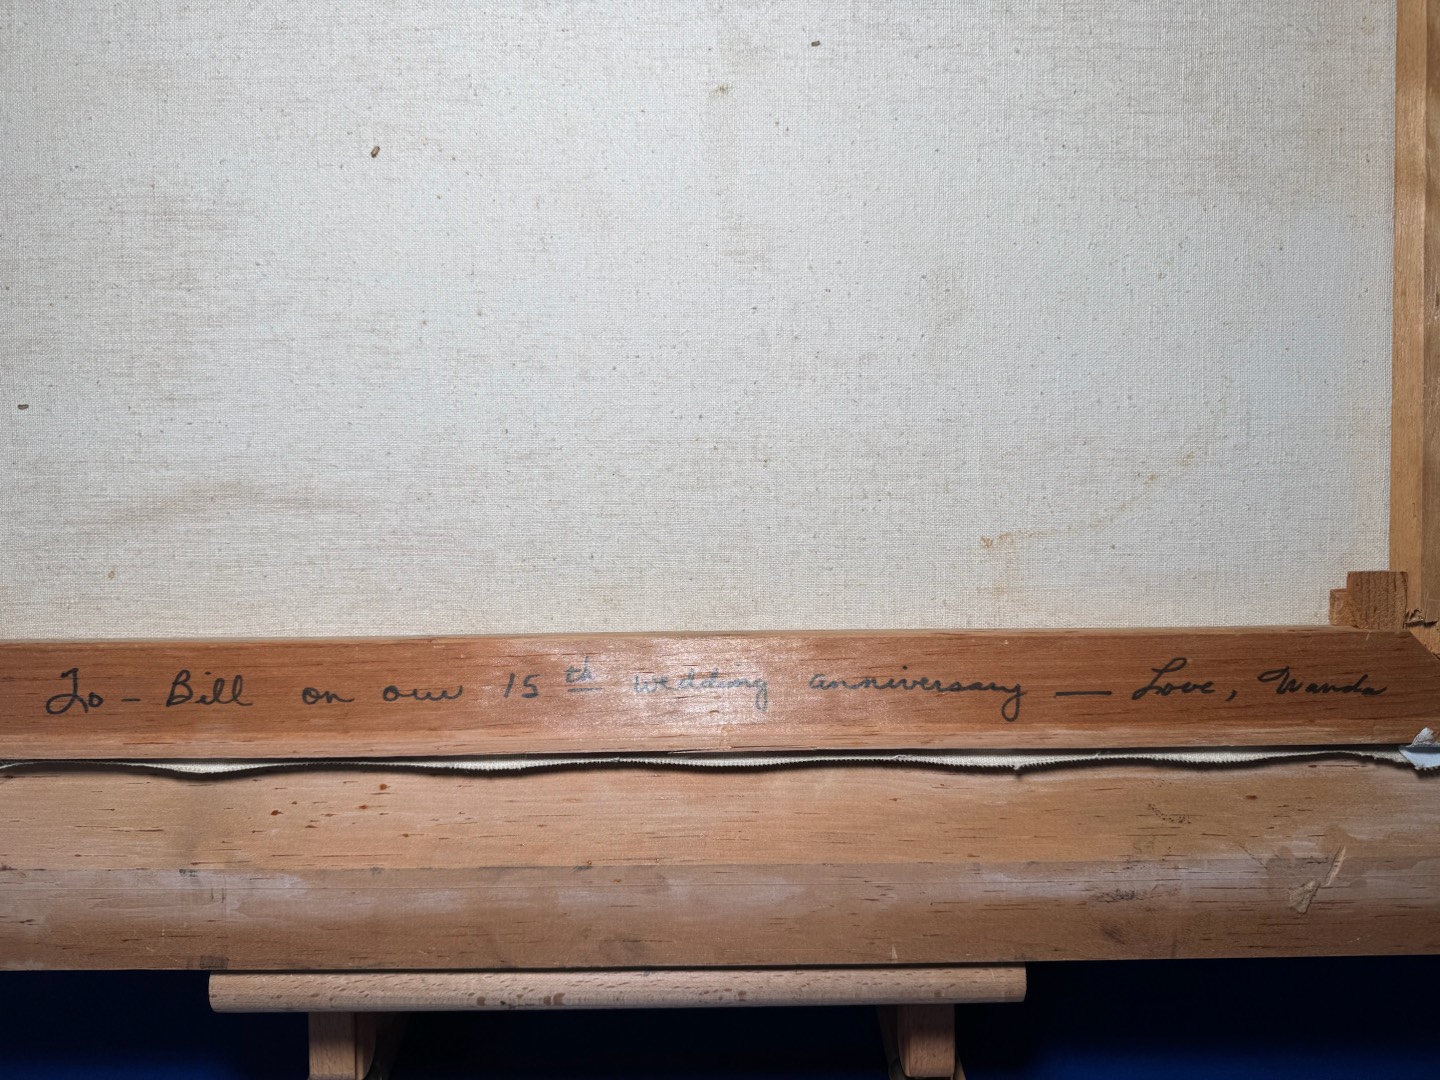 To - Bill on our 15th wedding anniversary — Love, Wanda